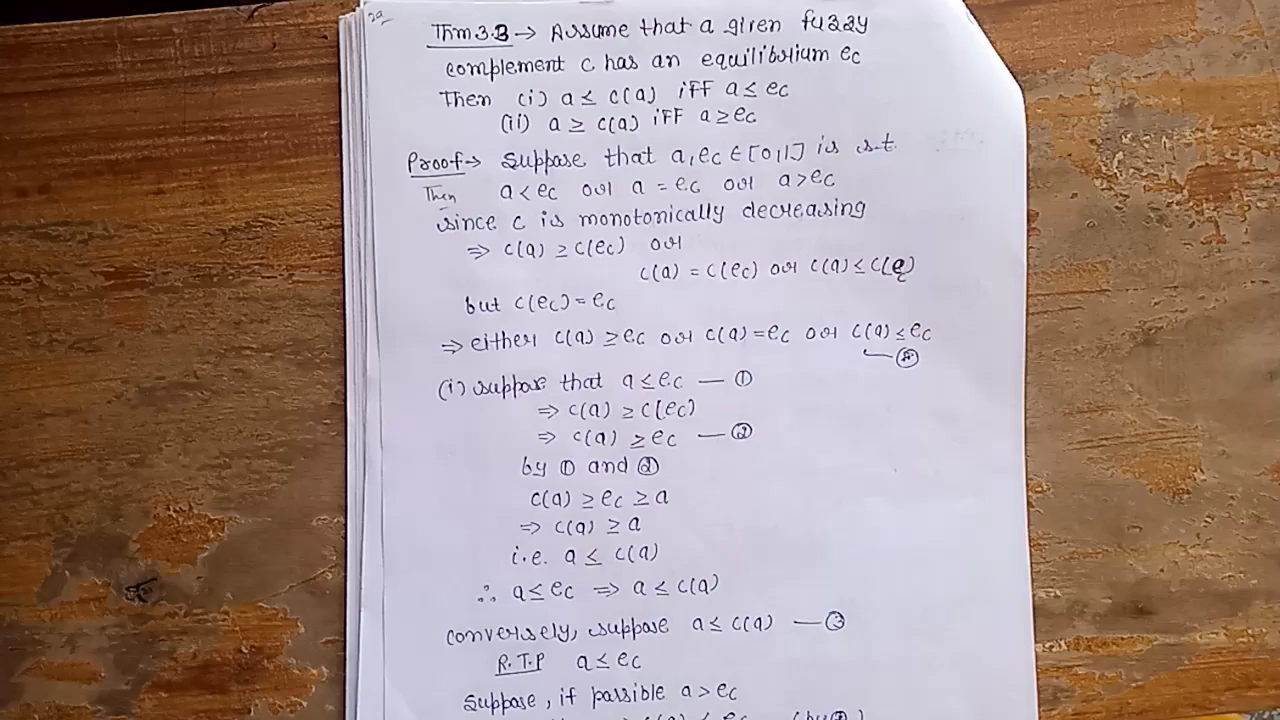 29
Thm 3.3 → Assume that a given fuzzy
complement c has an equilibrium ec
Then (i) a ≤ c(a) iff a ≤ ec
(ii) a ≥ c(a) iff a ≥ ec
Proof → Suppose that a, ec ∈ [0,1] is s.t.
Then a < ec or a = ec or a > ec
since c is monotonically decreasing
⇒ c(a) ≥ c(ec) or
c(a) = c(ec) or c(a) ≤ c(ec)
but c(ec) = ec
⇒ either c(a) ≥ ec or c(a) = ec or c(a) ≤ ec
(i) suppose that a ≤ ec — ①
⇒ c(a) ≥ c(ec)
⇒ c(a) ≥ ec — ②
by ① and ②
c(a) ≥ ec ≥ a
⇒ c(a) ≥ a
i.e. a ≤ c(a)
∴ a ≤ ec ⇒ a ≤ c(a)
conversely, suppose a ≤ c(a) — ③
R.T.P a ≤ ec
Suppose, if possible a > ec